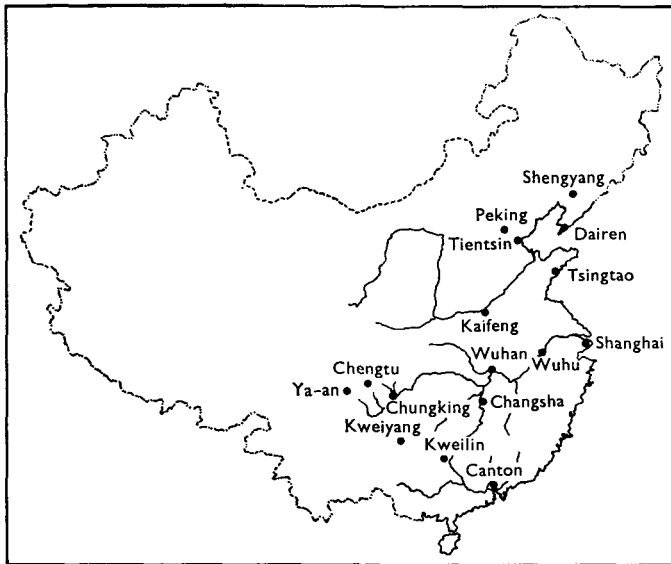 Shengyang
Peking
Dairen
Tientsin
Tsingtao
Kaifeng
Shanghai
Wuhan
Wuhu
Chengtu
Ya-an
Chungking
Changsha
Kweiyang
Kweilin
Canton